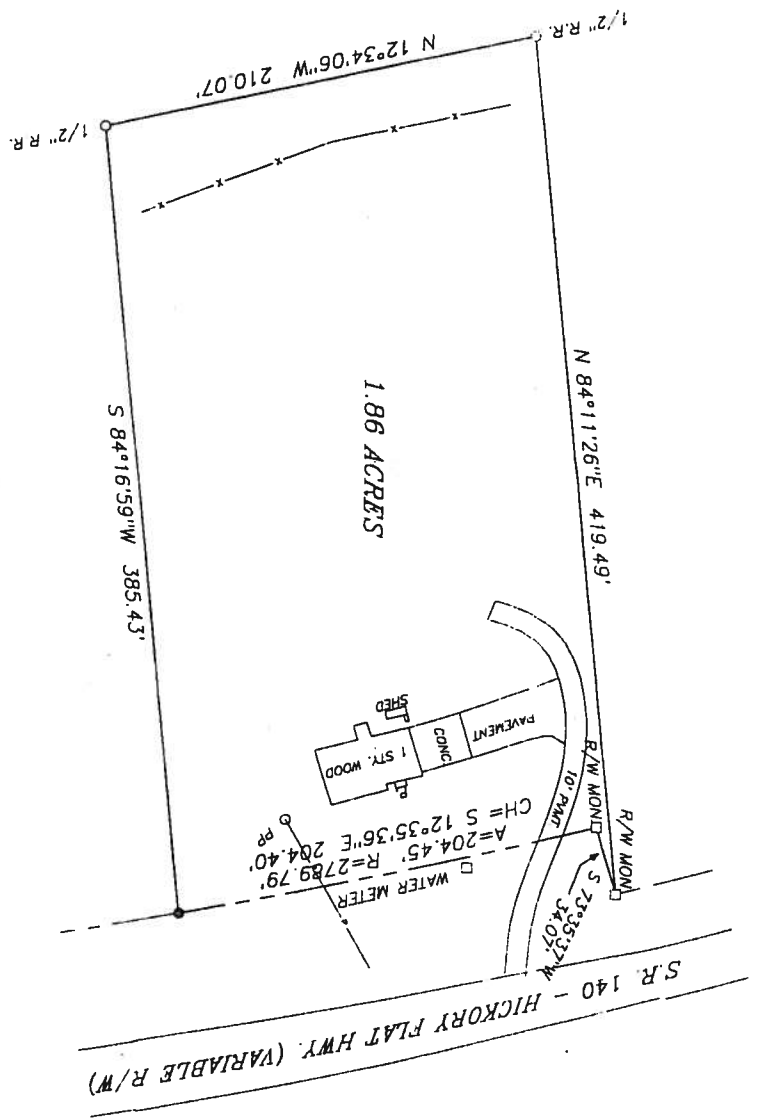 1/2" R.R.
N 12°34'06"W 210.07'
1/2" R.R.
N 84°11'26"E 419.49'
S 84°16'59"W 385.43'
1.86 ACRES
SHED
1 STY. WOOD
CONC.
PAVEMENT
P
P
10' PVMT
R/W MON
R/W MON
S 73°35'37"W
34.07'
PP
CH= S 12°35'36"E 204.40'
A=204.45' R=2789.79'
WATER METER
S.R. 140 - HICKORY FLAT HWY. (VARIABLE R/W)